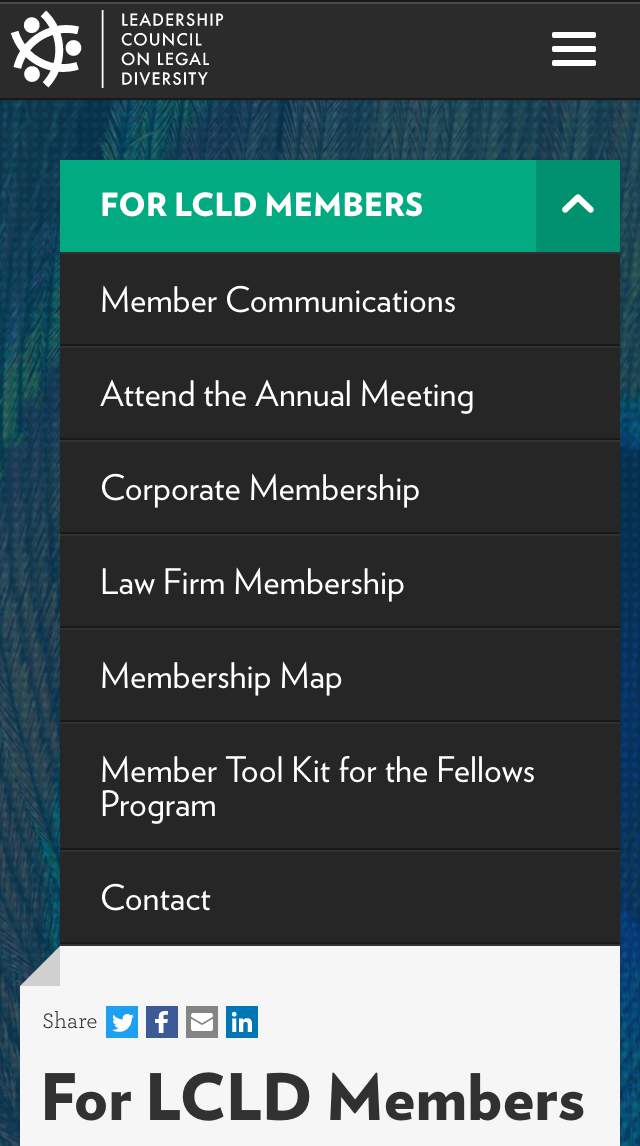 LEADERSHIP
COUNCIL
ON LEGAL
DIVERSITY
FOR LCLD MEMBERS
Member Communications
Attend the Annual Meeting
Corporate Membership
Law Firm Membership
Membership Map
Member Tool Kit for the Fellows
Program
Contact
Share
For LCLD Members